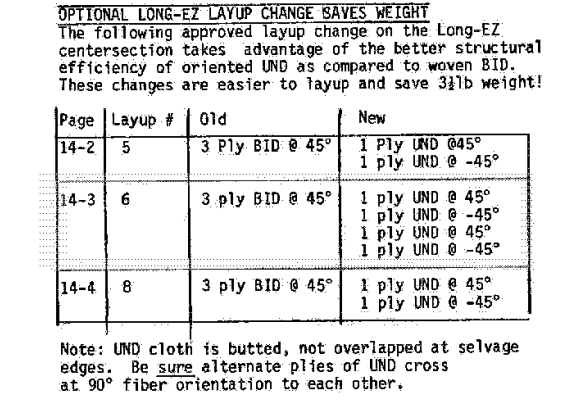 OPTIONAL LONG-EZ LAYUP CHANGE SAVES WEIGHT
The following approved layup change on the Long-EZ
centersection takes advantage of the better structural
efficiency of oriented UND as compared to woven BID.
These changes are easier to layup and save 3½lb weight!
Page Layup # Old New
14-2 5 3 Ply BID @ 45° 1 Ply UND @45°
1 ply UND @ -45°
14-3 6 3 ply BID @ 45° 1 ply UND @ 45°
1 ply UND @ -45°
1 ply UND @ 45°
1 ply UND @ -45°
14-4 8 3 ply BID @ 45° 1 ply UND @ 45°
1 ply UND @ -45°
Note: UND cloth is butted, not overlapped at selvage
edges. Be sure alternate plies of UND cross
at 90° fiber orientation to each other.